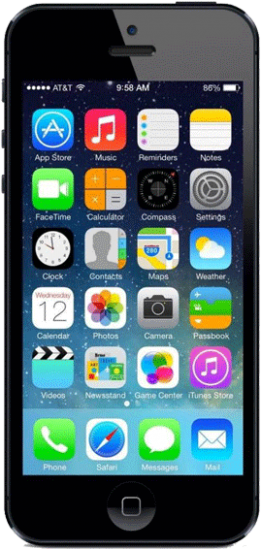 AT&T 9:58 AM 86%
App Store Music Reminders Notes
FaceTime Calculator Compass Settings
Clock Contacts Maps Weather
280
Wednesday
12
Calendar Photos Camera Passbook
Videos Newsstand Game Center iTunes Store
Phone Safari Messages Mail